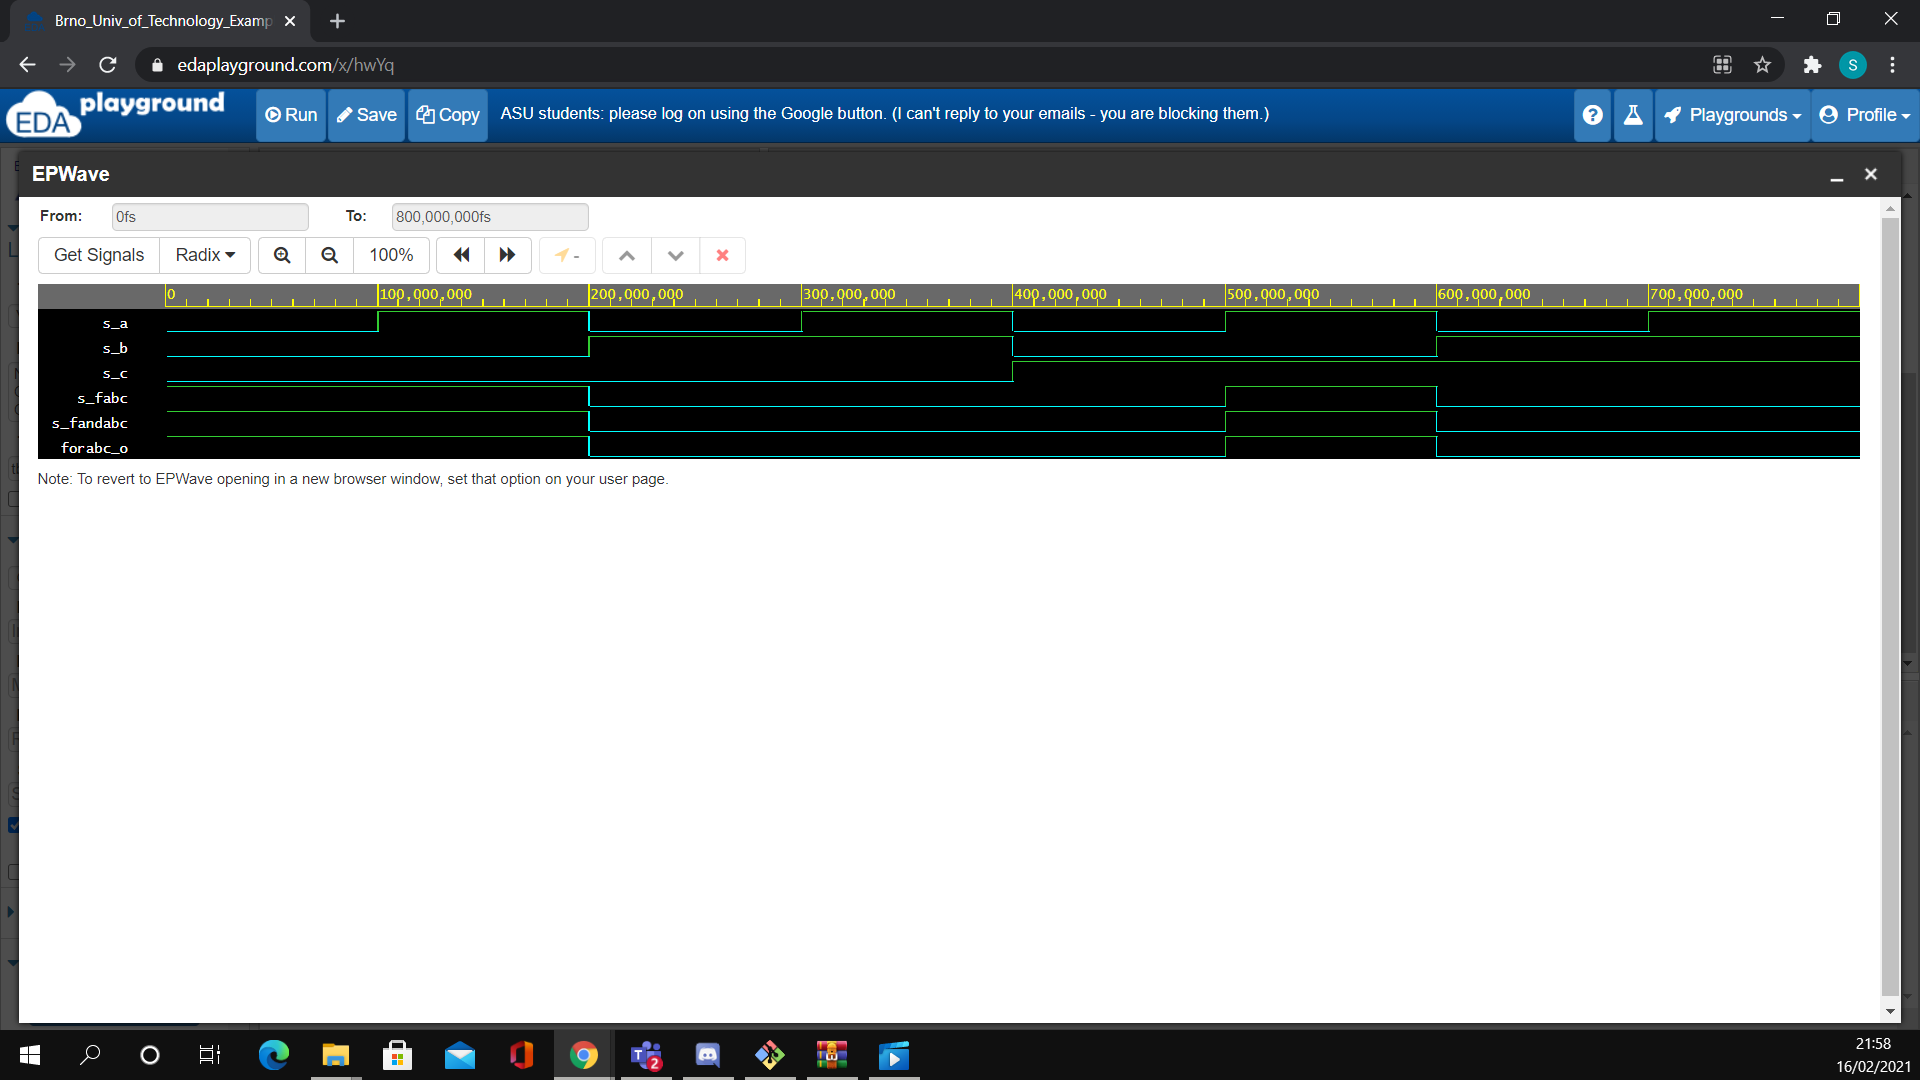 Brno_Univ_of_Technology_Examp
edaplayground.com/x/hwYq
S
EDA playground
Run
Save
Copy
ASU students: please log on using the Google button. (I can't reply to your emails - you are blocking them.)
Playgrounds
Profile
EPWave
From:
0fs
To:
800,000,000fs
Get Signals
Radix
100%
-
0
100,000,000
200,000,000
300,000,000
400,000,000
500,000,000
600,000,000
700,000,000
s_a
s_b
s_c
s_fabc
s_fandabc
forabc_o
Note: To revert to EPWave opening in a new browser window, set that option on your user page.
2
21:58
16/02/2021